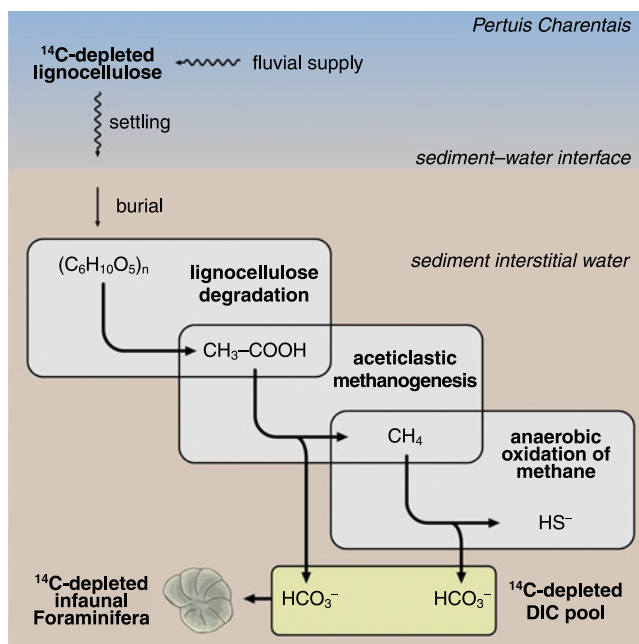 Pertuis Charentais
¹⁴C-depleted
lignocellulose
fluvial supply
settling
sediment–water interface
burial
(C₆H₁₀O₅)ₙ
lignocellulose
degradation
sediment interstitial water
CH₃–COOH
aceticlastic
methanogenesis
CH₄
anaerobic
oxidation of
methane
HS⁻
¹⁴C-depleted
infaunal
Foraminifera
HCO₃⁻
HCO₃⁻
¹⁴C-depleted
DIC pool